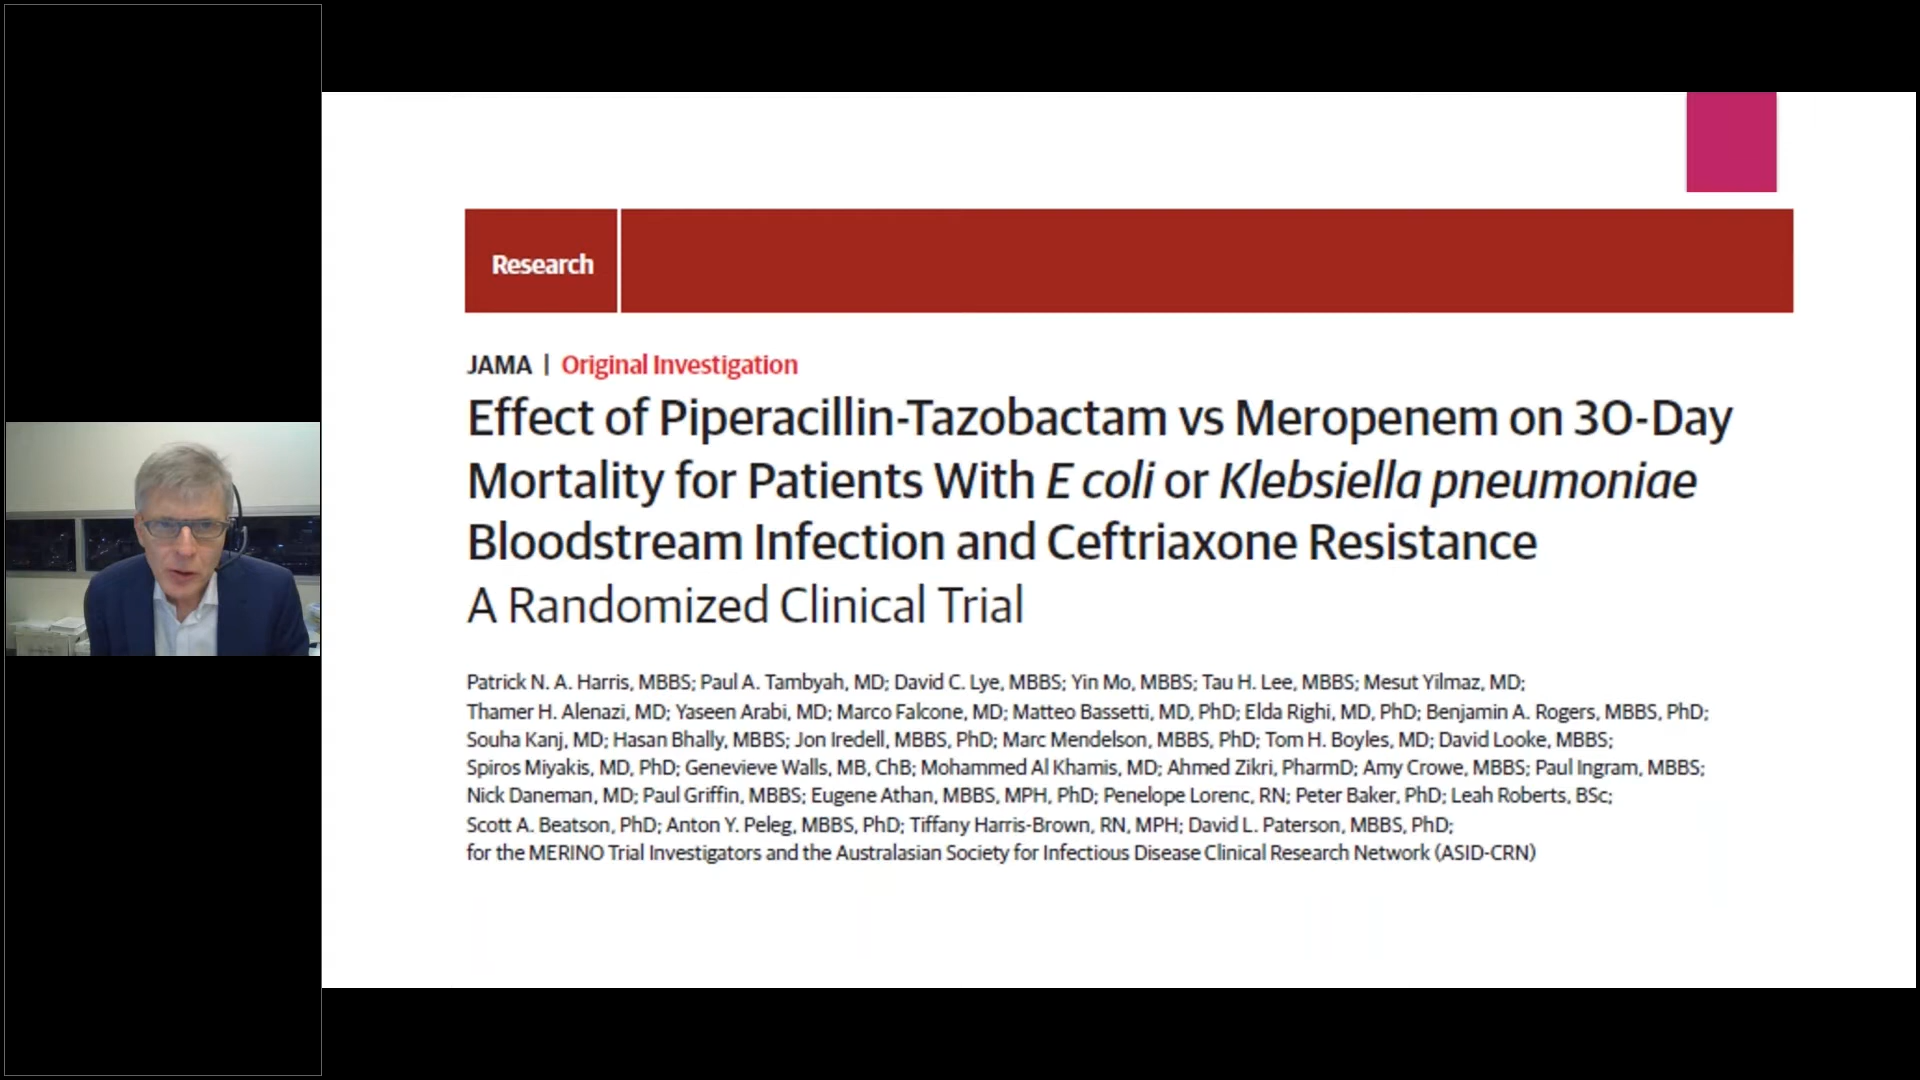 Research
JAMA | Original Investigation
Effect of Piperacillin-Tazobactam vs Meropenem on 30-Day
Mortality for Patients With E coli or Klebsiella pneumoniae
Bloodstream Infection and Ceftriaxone Resistance
A Randomized Clinical Trial
Patrick N. A. Harris, MBBS; Paul A. Tambyah, MD; David C. Lye, MBBS; Yin Mo, MBBS; Tau H. Lee, MBBS; Mesut Yilmaz, MD;
Thamer H. Alenazi, MD; Yaseen Arabi, MD; Marco Falcone, MD; Matteo Bassetti, MD, PhD; Elda Righi, MD, PhD; Benjamin A. Rogers, MBBS, PhD;
Souha Kanj, MD; Hasan Bhally, MBBS; Jon Iredell, MBBS, PhD; Marc Mendelson, MBBS, PhD; Tom H. Boyles, MD; David Looke, MBBS;
Spiros Miyakis, MD, PhD; Genevieve Walls, MB, ChB; Mohammed Al Khamis, MD; Ahmed Zikri, PharmD; Amy Crowe, MBBS; Paul Ingram, MBBS;
Nick Daneman, MD; Paul Griffin, MBBS; Eugene Athan, MBBS, MPH, PhD; Penelope Lorenc, RN; Peter Baker, PhD; Leah Roberts, BSc;
Scott A. Beatson, PhD; Anton Y. Peleg, MBBS, PhD; Tiffany Harris-Brown, RN, MPH; David L. Paterson, MBBS, PhD;
for the MERINO Trial Investigators and the Australasian Society for Infectious Disease Clinical Research Network (ASID-CRN)